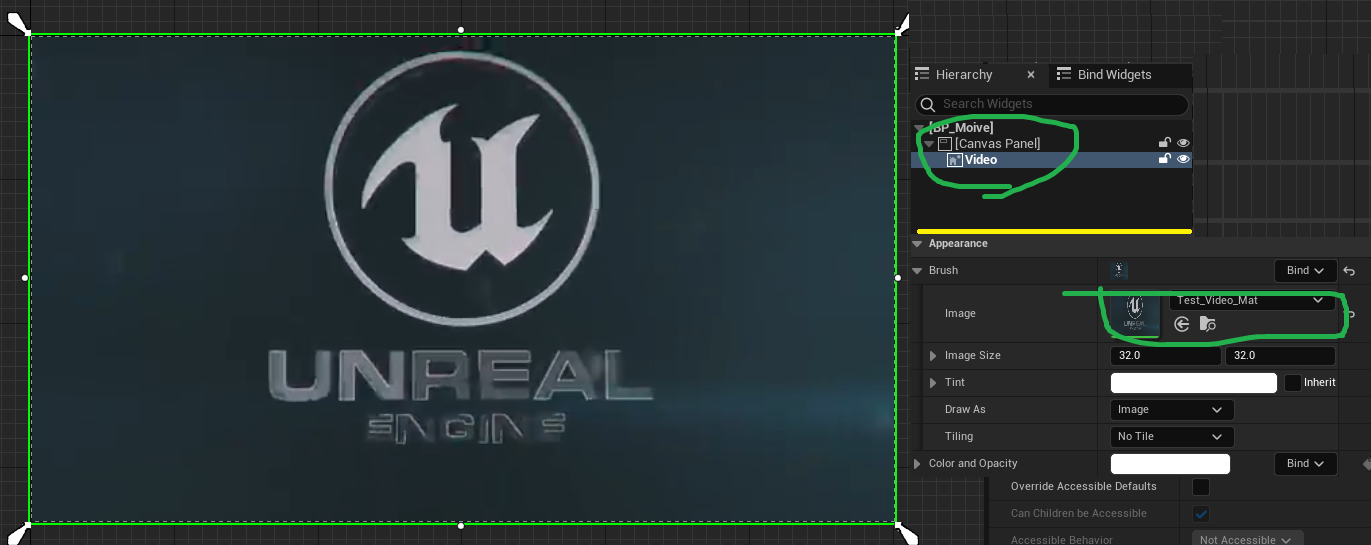 UNREAL
ENGINE
Hierarchy
Bind Widgets
Search Widgets
[BP_Moive]
[Canvas Panel]
Video
Appearance
Brush
Bind
Image
Test_Video_Mat
Image Size
32.0
32.0
Tint
Inherit
Draw As
Image
Tiling
No Tile
Color and Opacity
Bind
Override Accessible Defaults
Can Children be Accessible
Accessible Behavior
Not Accessible